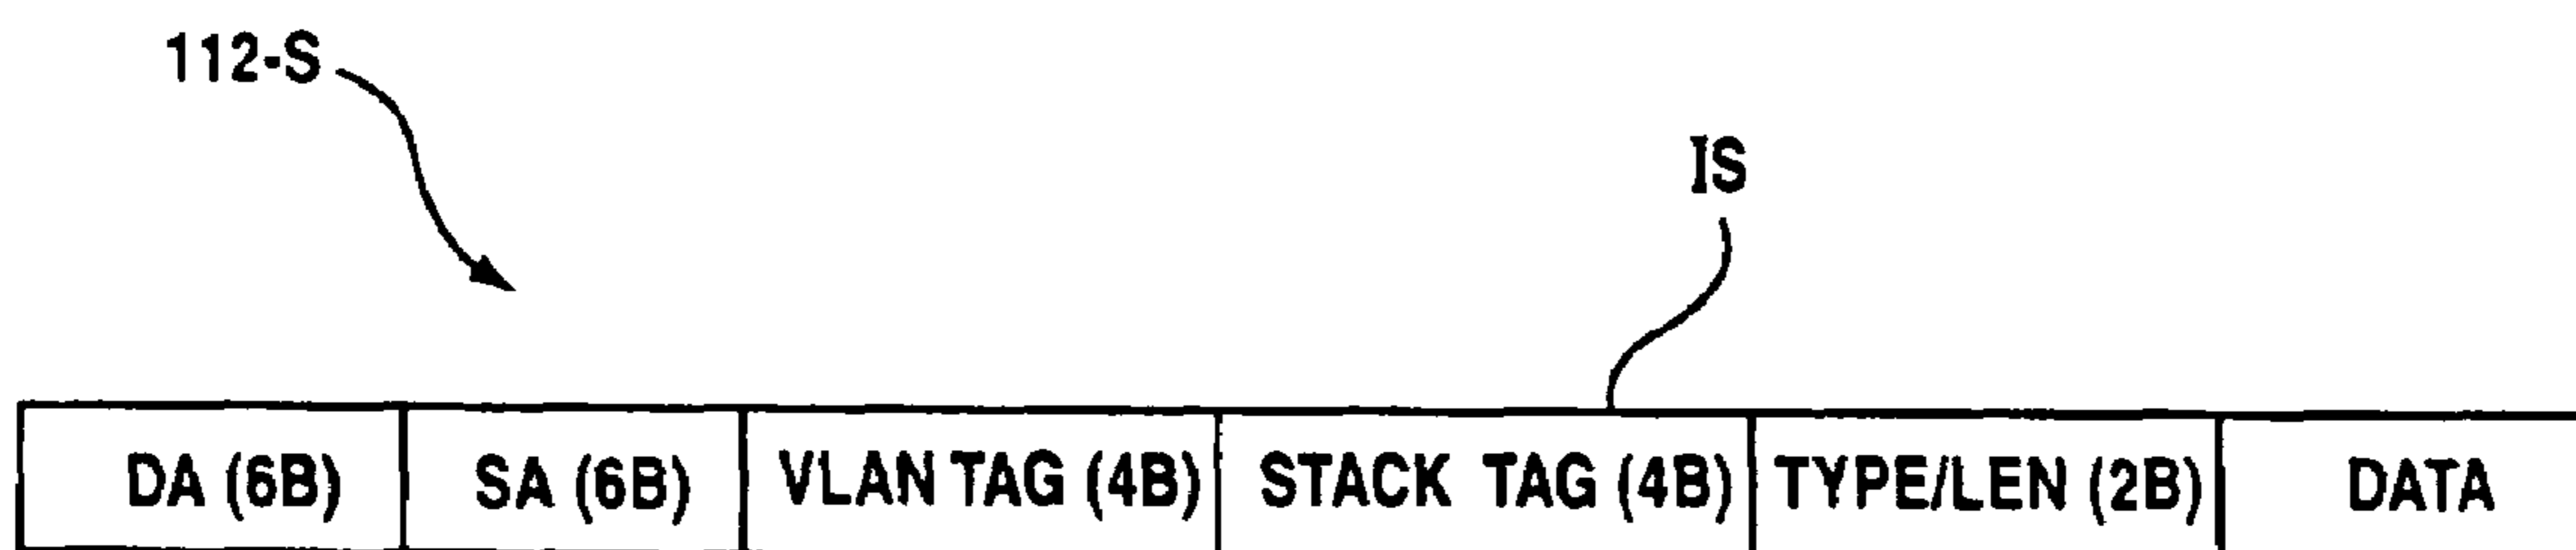 112-S
IS
DA (6B) SA (6B) VLAN TAG (4B) STACK TAG (4B) TYPE/LEN (2B) DATA